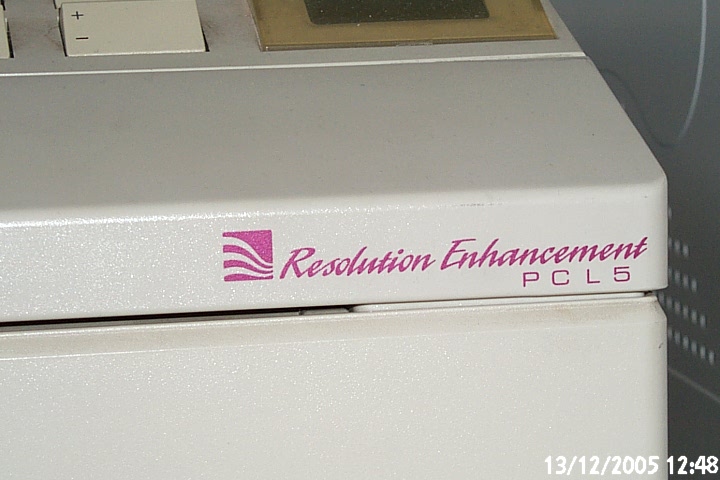 +
−
Resolution Enhancement
PCL5
13/12/2005 12:48